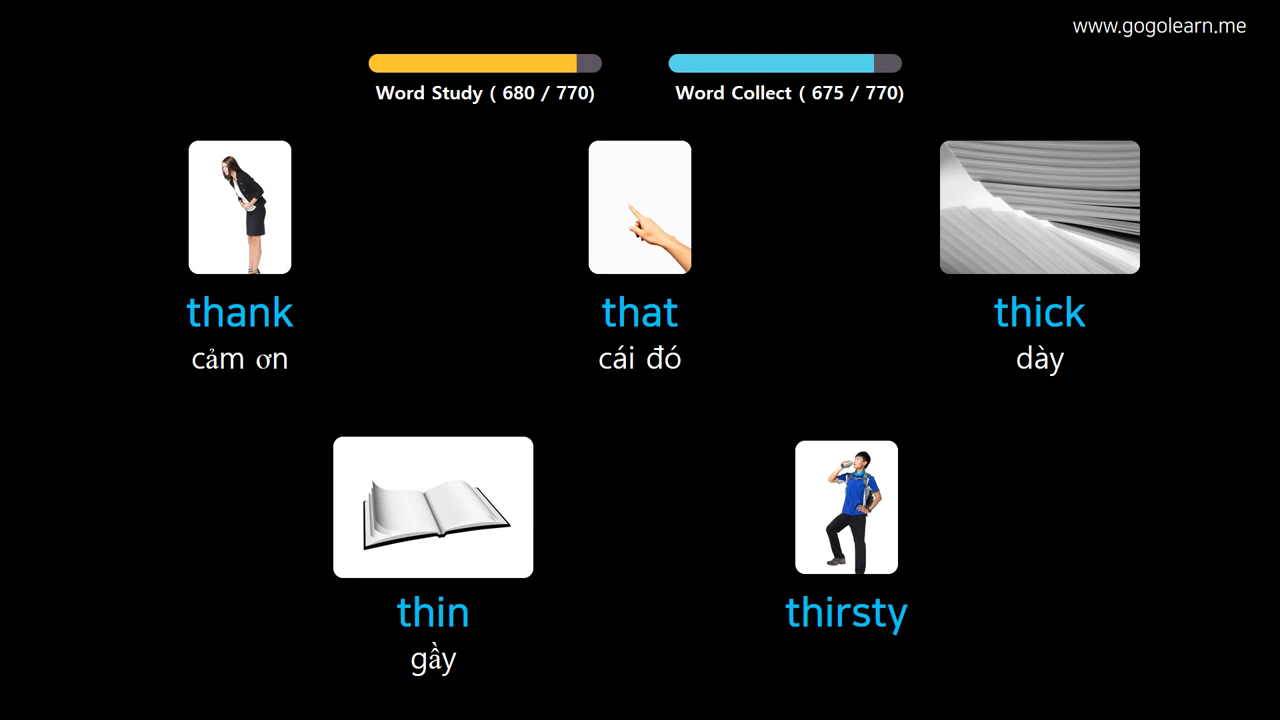 www.gogolearn.me
Word Study ( 680 / 770)
Word Collect ( 675 / 770)
thank
cảm ơn
that
cái đó
thick
dày
thin
gầy
thirsty